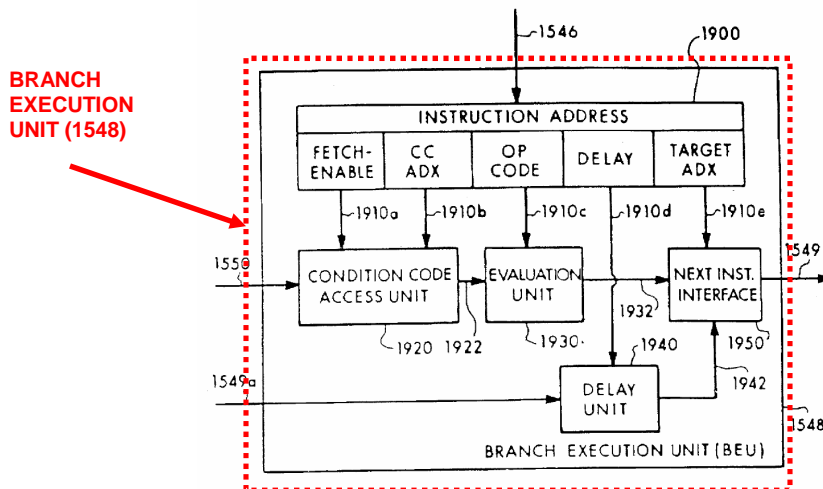 1546
1900
BRANCH
EXECUTION
UNIT (1548)
INSTRUCTION ADDRESS
FETCH-
ENABLE
CC
ADX
OP
CODE
DELAY
TARGET
ADX
1910a
1910b
1910c
1910d
1910e
1550
1549
CONDITION CODE
ACCESS UNIT
EVALUATION
UNIT
NEXT INST.
INTERFACE
1920
1922
1930
1932
1950
1940
1942
1549a
DELAY
UNIT
1548
BRANCH EXECUTION UNIT (BEU)